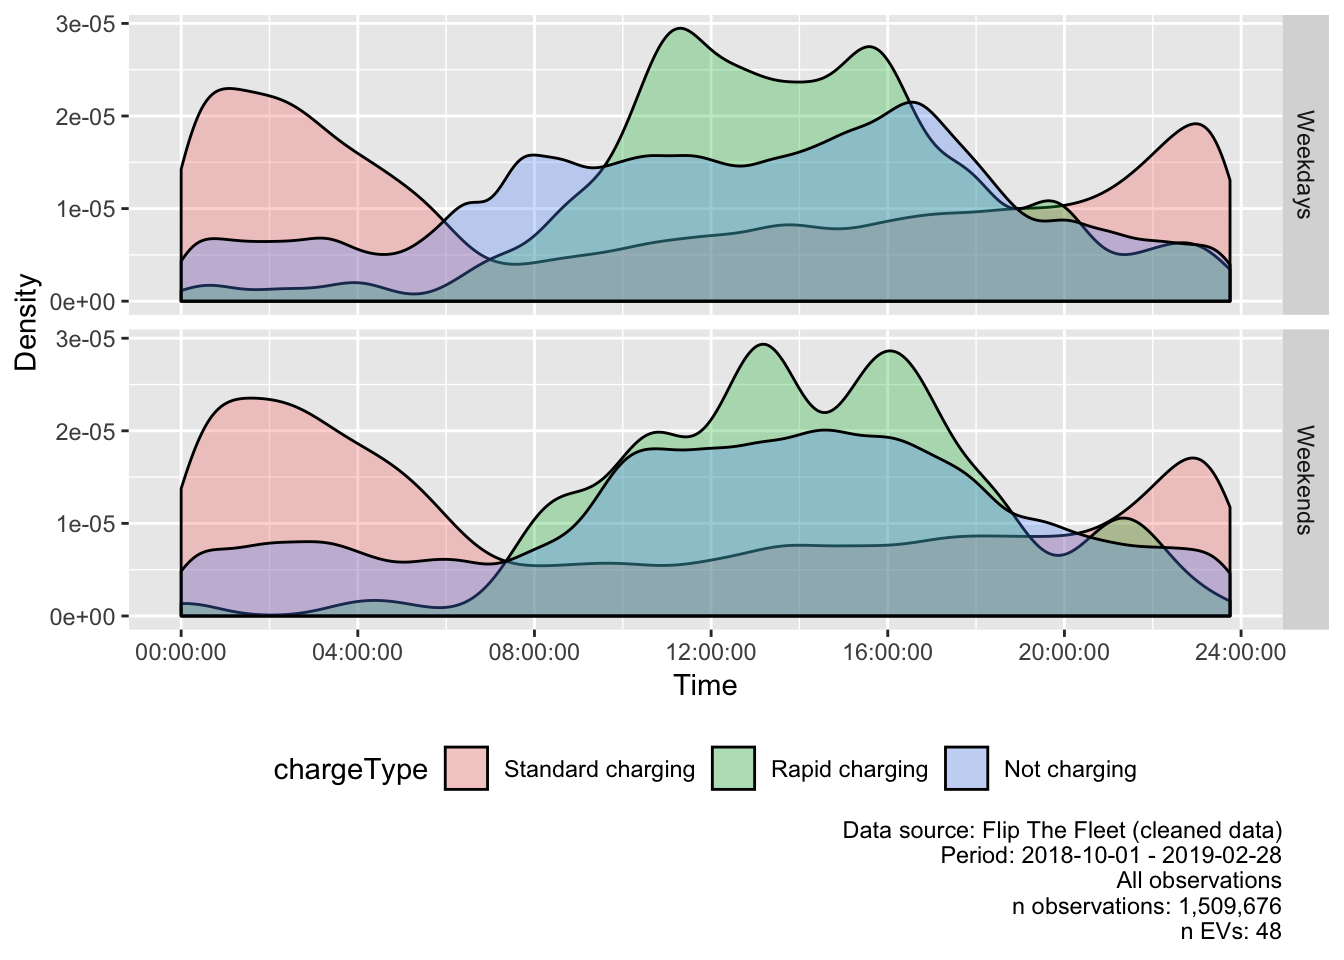 3e-05
2e-05
1e-05
0e+00
Weekdays
3e-05
2e-05
1e-05
0e+00
Weekends
Density
00:00:00 04:00:00 08:00:00 12:00:00 16:00:00 20:00:00 24:00:00
Time
chargeType Standard charging Rapid charging Not charging
Data source: Flip The Fleet (cleaned data)
Period: 2018-10-01 - 2019-02-28
All observations
n observations: 1,509,676
n EVs: 48